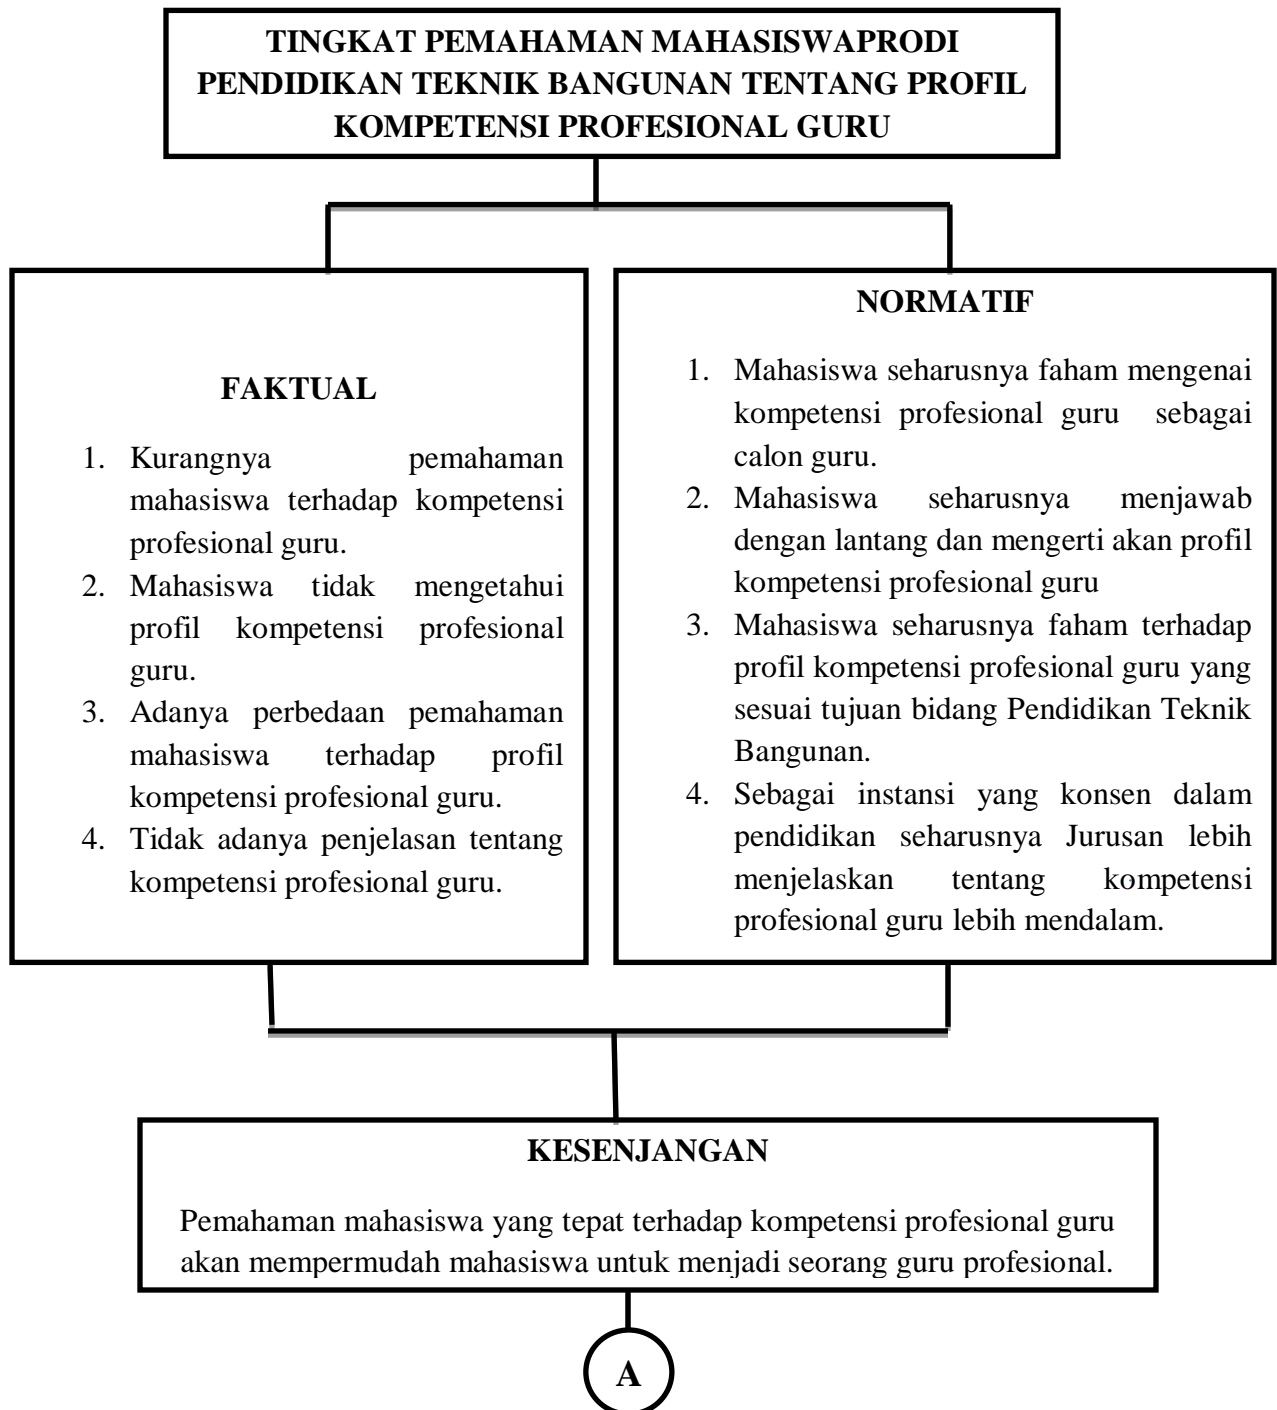 TINGKAT PEMAHAMAN MAHASISWAPRODI
PENDIDIKAN TEKNIK BANGUNAN TENTANG PROFIL
KOMPETENSI PROFESIONAL GURU
FAKTUAL
1. Kurangnya pemahaman
mahasiswa terhadap kompetensi
profesional guru.
2. Mahasiswa tidak mengetahui
profil kompetensi profesional
guru.
3. Adanya perbedaan pemahaman
mahasiswa terhadap profil
kompetensi profesional guru.
4. Tidak adanya penjelasan tentang
kompetensi profesional guru.
NORMATIF
1. Mahasiswa seharusnya faham mengenai
kompetensi profesional guru sebagai
calon guru.
2. Mahasiswa seharusnya menjawab
dengan lantang dan mengerti akan profil
kompetensi profesional guru
3. Mahasiswa seharusnya faham terhadap
profil kompetensi profesional guru yang
sesuai tujuan bidang Pendidikan Teknik
Bangunan.
4. Sebagai instansi yang konsen dalam
pendidikan seharusnya Jurusan lebih
menjelaskan tentang kompetensi
profesional guru lebih mendalam.
KESENJANGAN
Pemahaman mahasiswa yang tepat terhadap kompetensi profesional guru
akan mempermudah mahasiswa untuk menjadi seorang guru profesional.
A